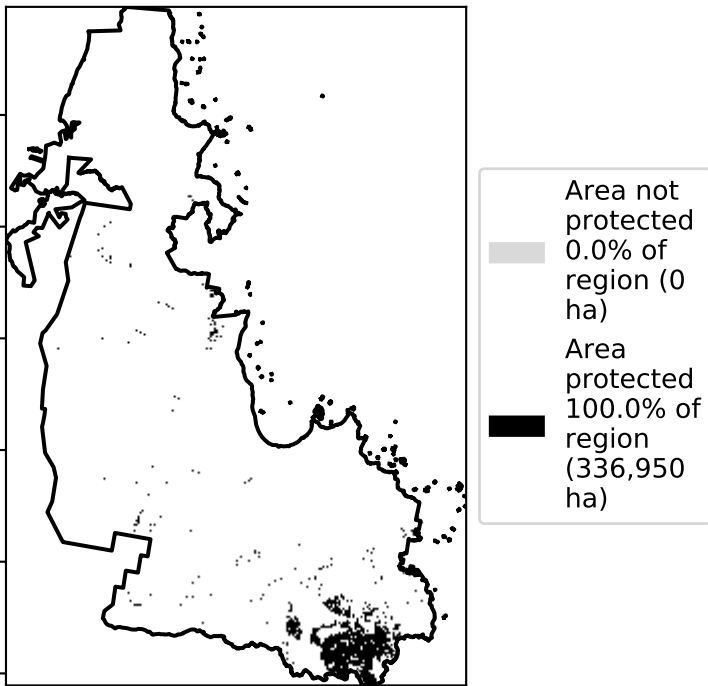 Area not
protected
0.0% of
region (0
ha)
Area
protected
100.0% of
region
(336,950
ha)